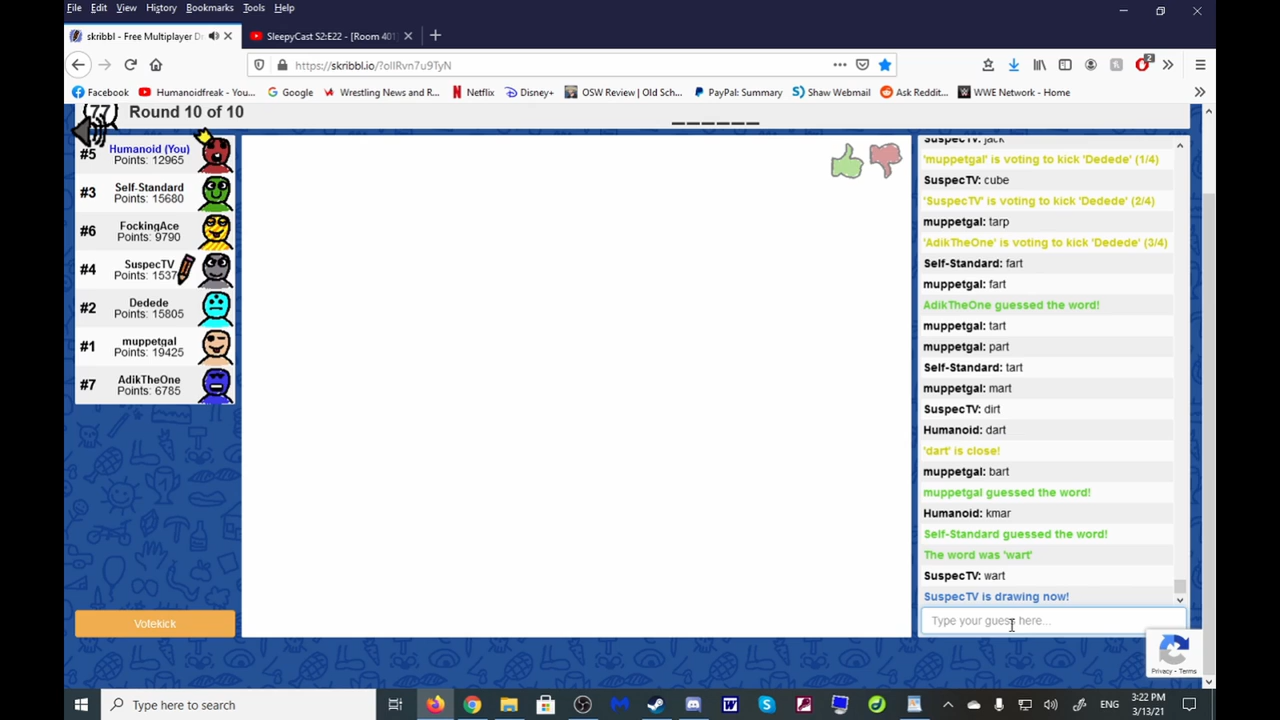 File Edit View History Bookmarks Tools Help
skribbl - Free Multiplayer Dr
SleepyCast S2:E22 - [Room 401]
https://skribbl.io/?ollRvn7u9TyN
2
Facebook Humanoidfreak - You... Google Wrestling News and R... Netflix Disney+ OSW Review | Old Sch... PayPal: Summary Shaw Webmail Ask Reddit... WWE Network - Home
77 Round 10 of 10 _ _ _ _ _ _
#5 Humanoid (You)
Points: 12965
#3 Self-Standard
Points: 15680
#6 FockingAce
Points: 9790
#4 SuspecTV
Points: 1537
#2 Dedede
Points: 15805
#1 muppetgal
Points: 19425
#7 AdikTheOne
Points: 6785
Votekick
SuspecTV: jack
'muppetgal' is voting to kick 'Dedede' (1/4)
SuspecTV: cube
'SuspecTV' is voting to kick 'Dedede' (2/4)
muppetgal: tarp
'AdikTheOne' is voting to kick 'Dedede' (3/4)
Self-Standard: fart
muppetgal: fart
AdikTheOne guessed the word!
muppetgal: tart
muppetgal: part
Self-Standard: tart
muppetgal: mart
SuspecTV: dirt
Humanoid: dart
'dart' is close!
muppetgal: bart
muppetgal guessed the word!
Humanoid: kmar
Self-Standard guessed the word!
The word was 'wart'
SuspecTV: wart
SuspecTV is drawing now!
Type your guess here...
Privacy - Terms
Type here to search
ENG
3:22 PM
3/13/21